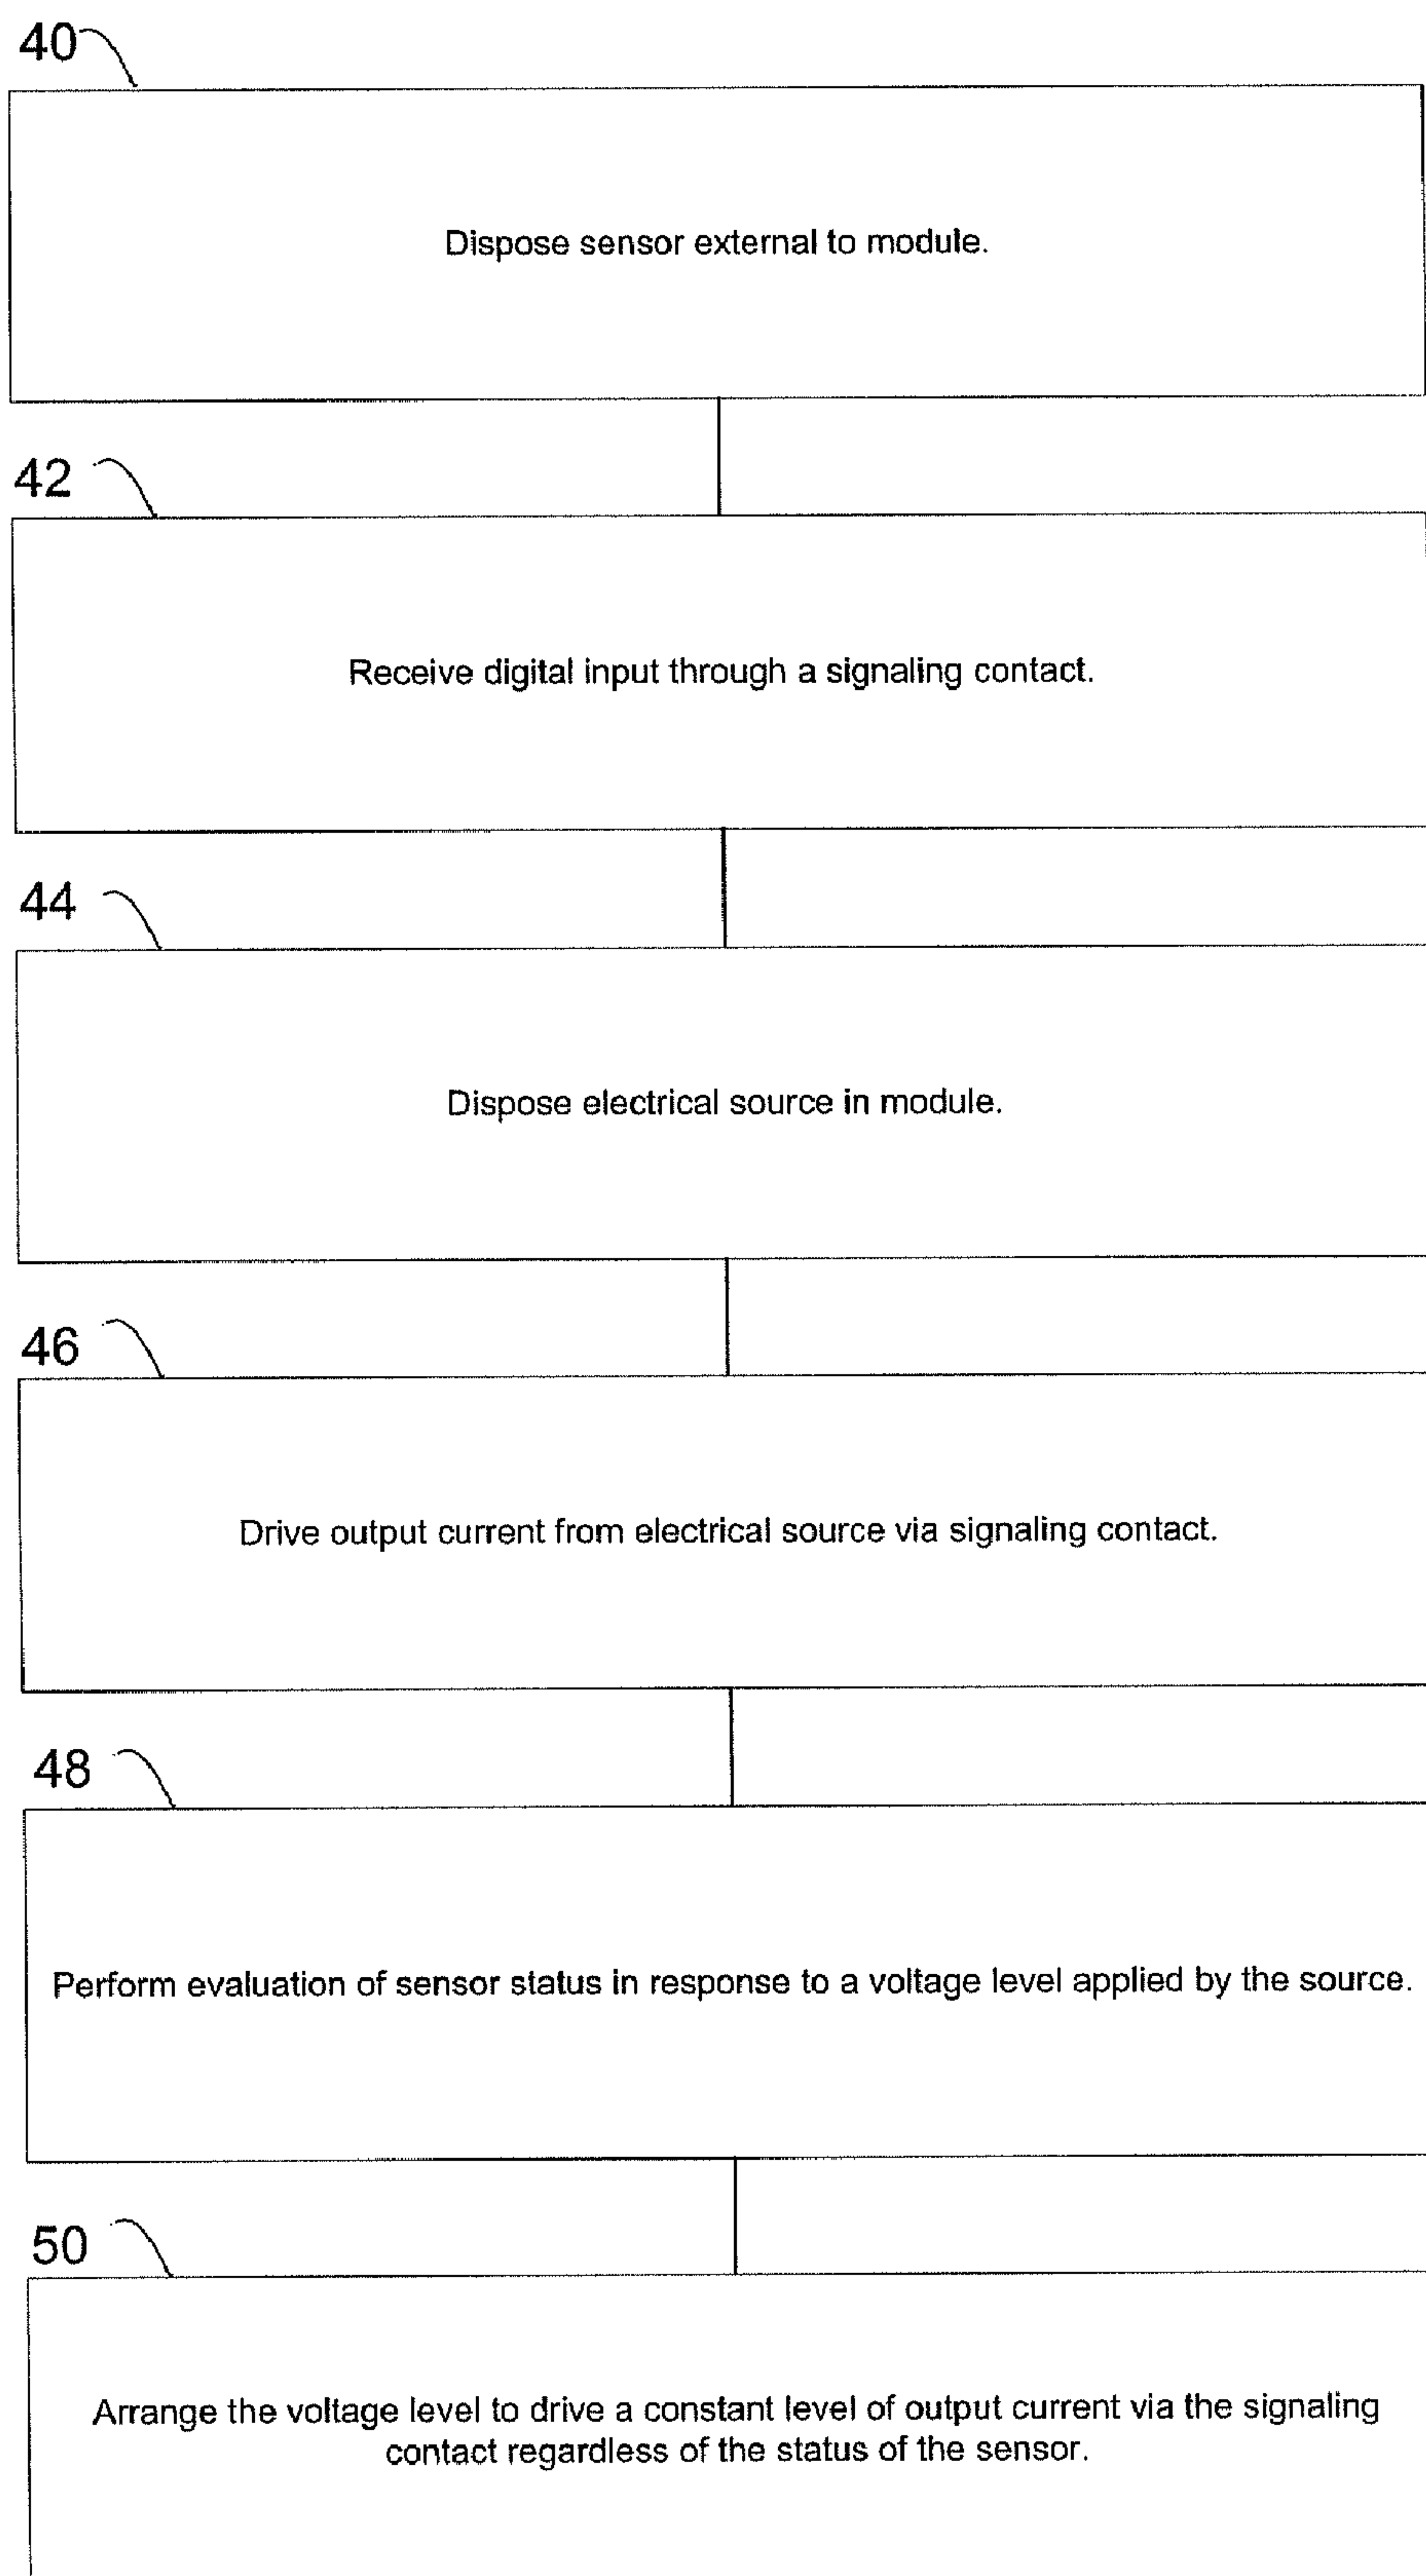 40
Dispose sensor external to module.
42
Receive digital input through a signaling contact.
44
Dispose electrical source in module.
46
Drive output current from electrical source via signaling contact.
48
Perform evaluation of sensor status in response to a voltage level applied by the source.
50
Arrange the voltage level to drive a constant level of output current via the signaling
contact regardless of the status of the sensor.